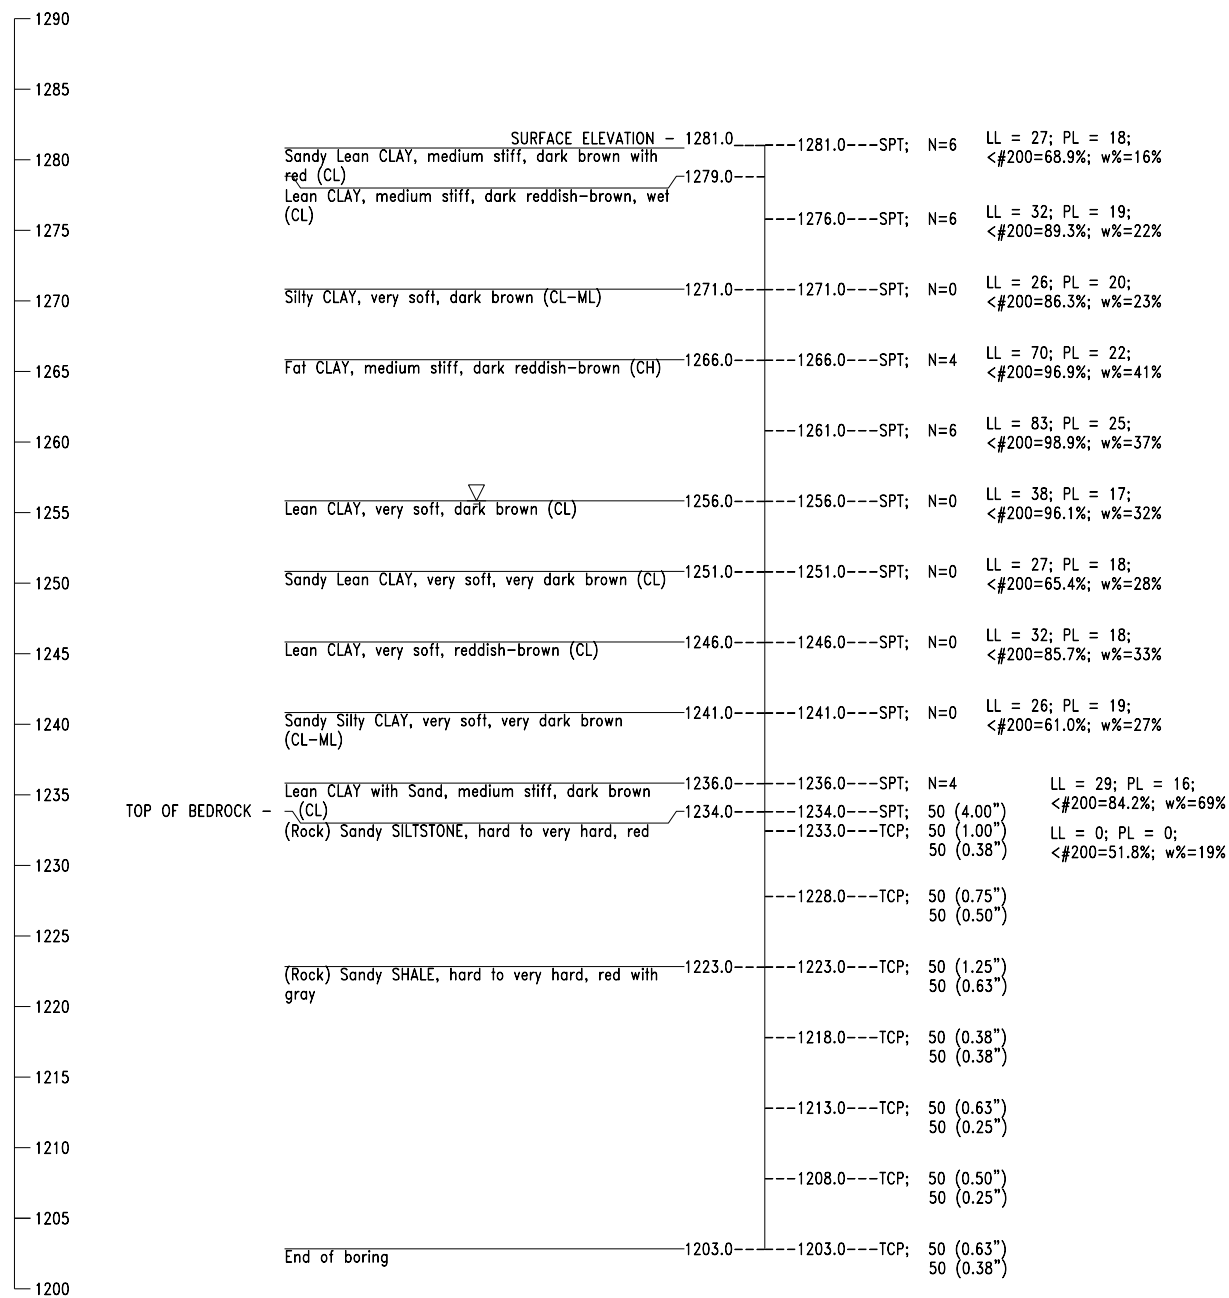 1290
1285
SURFACE ELEVATION - 1281.0
---1281.0---SPT; N=6
LL = 27; PL = 18;
<#200=68.9%; w%=16%
1280
Sandy Lean CLAY, medium stiff, dark brown with
red (CL)
1279.0---
Lean CLAY, medium stiff, dark reddish-brown, wet
(CL)
---1276.0---SPT; N=6
LL = 32; PL = 19;
<#200=89.3%; w%=22%
1275
Silty CLAY, very soft, dark brown (CL-ML)
1271.0------1271.0---SPT; N=0
LL = 26; PL = 20;
<#200=86.3%; w%=23%
1270
Fat CLAY, medium stiff, dark reddish-brown (CH)
1266.0------1266.0---SPT; N=4
LL = 70; PL = 22;
<#200=96.9%; w%=41%
1265
---1261.0---SPT; N=6
LL = 83; PL = 25;
<#200=98.9%; w%=37%
1260
Lean CLAY, very soft, dark brown (CL)
1256.0------1256.0---SPT; N=0
LL = 38; PL = 17;
<#200=96.1%; w%=32%
1255
Sandy Lean CLAY, very soft, very dark brown (CL)
1251.0------1251.0---SPT; N=0
LL = 27; PL = 18;
<#200=65.4%; w%=28%
1250
Lean CLAY, very soft, reddish-brown (CL)
1246.0------1246.0---SPT; N=0
LL = 32; PL = 18;
<#200=85.7%; w%=33%
1245
Sandy Silty CLAY, very soft, very dark brown
(CL-ML)
1241.0------1241.0---SPT; N=0
LL = 26; PL = 19;
<#200=61.0%; w%=27%
1240
1236.0------1236.0---SPT; N=4
LL = 29; PL = 16;
<#200=84.2%; w%=69%
Lean CLAY with Sand, medium stiff, dark brown
(CL)
1235
TOP OF BEDROCK -
1234.0------1234.0---SPT; 50 (4.00")
(Rock) Sandy SILTSTONE, hard to very hard, red
---1233.0---TCP; 50 (1.00")
50 (0.38")
LL = 0; PL = 0;
<#200=51.8%; w%=19%
1230
---1228.0---TCP; 50 (0.75")
50 (0.50")
1225
(Rock) Sandy SHALE, hard to very hard, red with
gray
1223.0------1223.0---TCP; 50 (1.25")
50 (0.63")
1220
---1218.0---TCP; 50 (0.38")
50 (0.38")
1215
---1213.0---TCP; 50 (0.63")
50 (0.25")
1210
---1208.0---TCP; 50 (0.50")
50 (0.25")
1205
End of boring
1203.0------1203.0---TCP; 50 (0.63")
50 (0.38")
1200